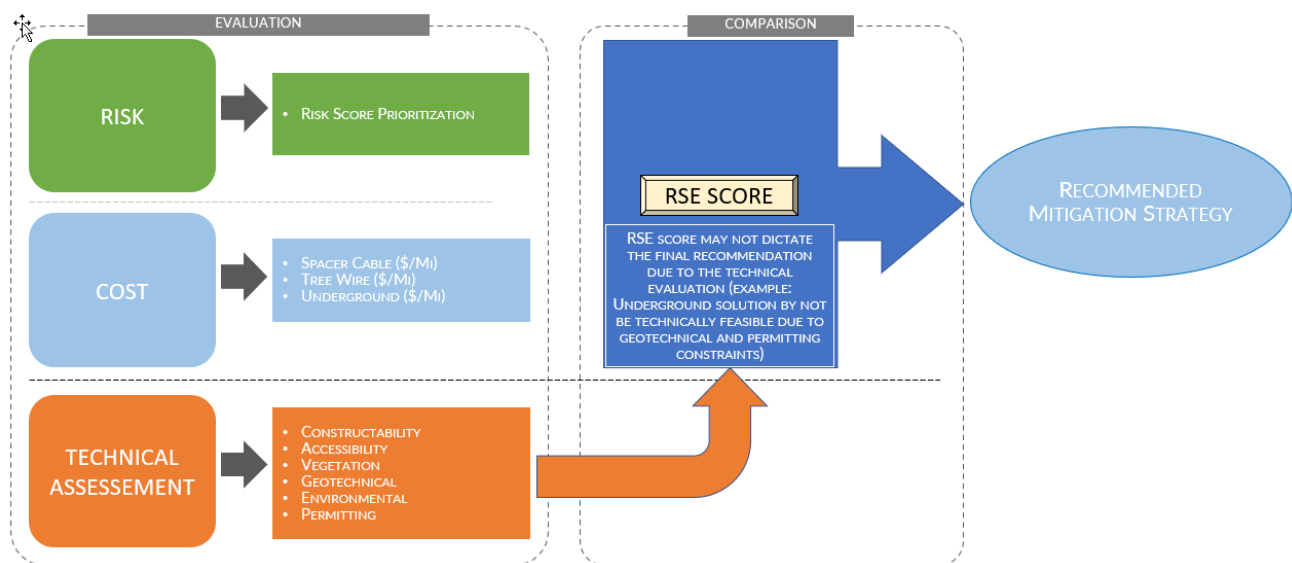 EVALUATION
COMPARISON
RISK
• RISK SCORE PRIORITIZATION
COST
• SPACER CABLE ($/MI)
• TREE WIRE ($/MI)
• UNDERGROUND ($/MI)
TECHNICAL
ASSESSEMENT
• CONSTRUCTABILITY
• ACCESSIBILITY
• VEGETATION
• GEOTECHNICAL
• ENVIRONMENTAL
• PERMITTING
RSE SCORE
RSE SCORE MAY NOT DICTATE
THE FINAL RECOMMENDATION
DUE TO THE TECHNICAL
EVALUATION (EXAMPLE:
UNDERGROUND SOLUTION BY NOT
BE TECHNICALLY FEASIBLE DUE TO
GEOTECHNICAL AND PERMITTING
CONSTRAINTS)
RECOMMENDED
MITIGATION STRATEGY